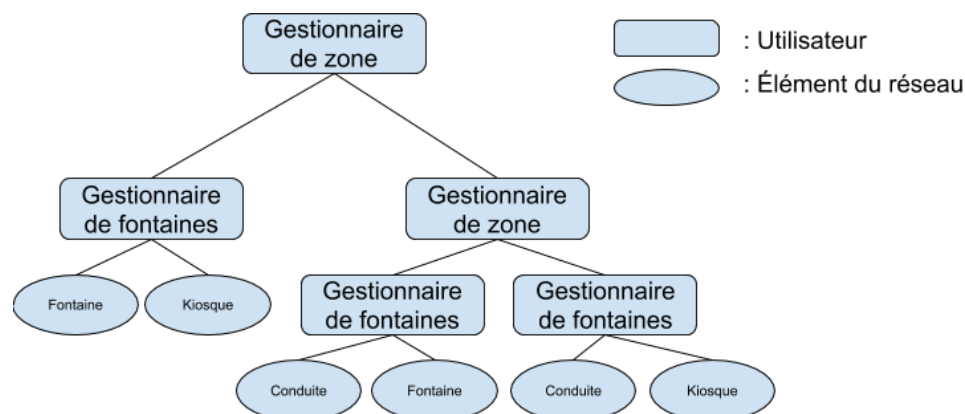 Gestionnaire
de zone
: Utilisateur
: Élément du réseau
Gestionnaire
de fontaines
Gestionnaire
de zone
Fontaine
Kiosque
Gestionnaire
de fontaines
Gestionnaire
de fontaines
Conduite
Fontaine
Conduite
Kiosque